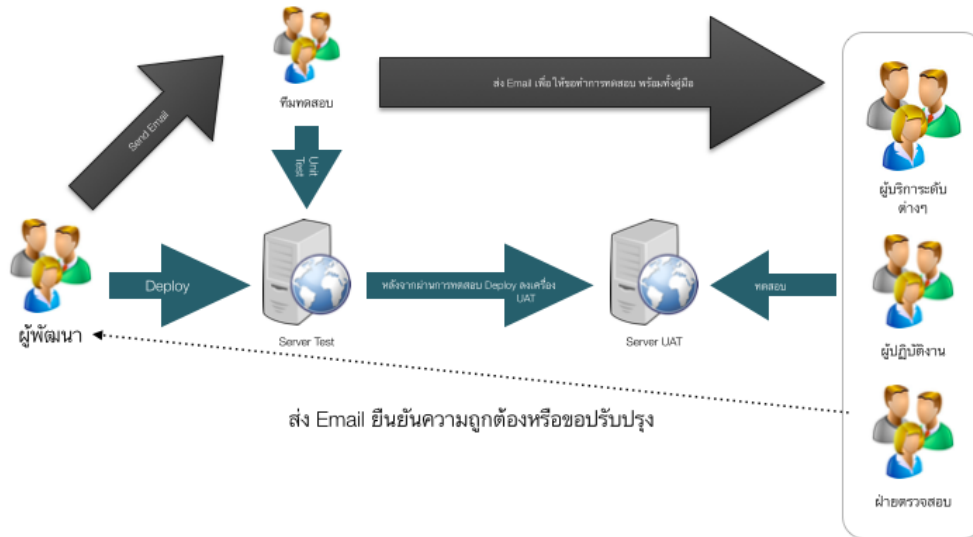 ทีมทดสอบ
Send Email
ส่ง Email เพื่อ ให้ขอทำการทดสอบ พร้อมทั้งคู่มือ
Unit
Test
ผู้บริการะดับ
ต่างๆ
ผู้พัฒนา
Deploy
Server Test
หลังจากผ่านการทดสอบ Deploy ลงเครื่อง
UAT
Server UAT
ทดสอบ
ผู้ปฏิบัติงาน
ส่ง Email ยืนยันความถูกต้องหรือขอปรับปรุง
ฝ่ายตรวจสอบ